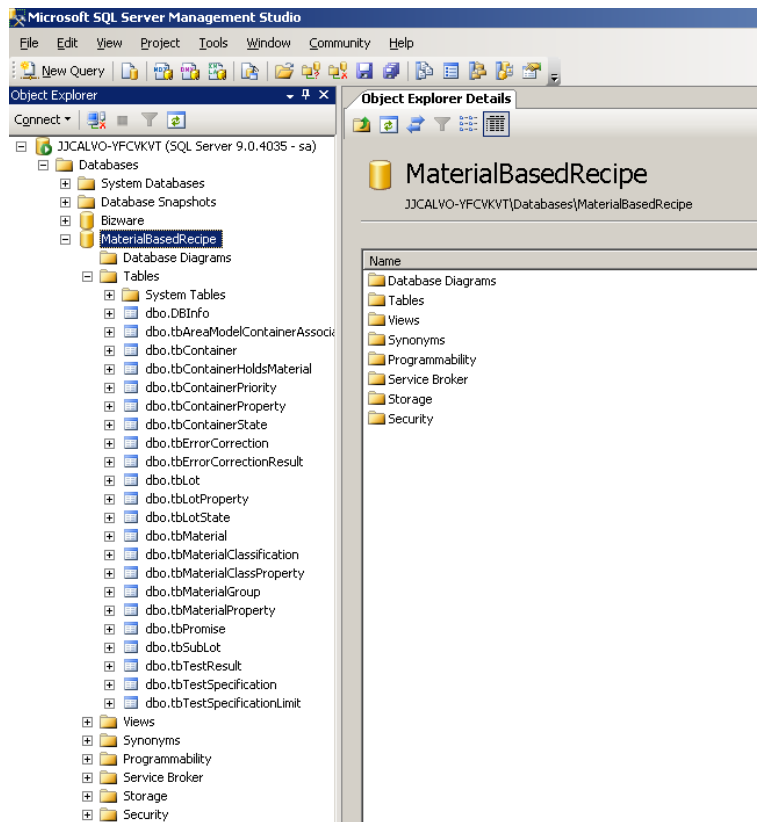 Microsoft SQL Server Management Studio
File Edit View Project Tools Window Community Help
New Query
Object Explorer
Connect
JJCALVO-YFCVKVT (SQL Server 9.0.4035 - sa)
Databases
System Databases
Database Snapshots
Bizware
MaterialBasedRecipe
Database Diagrams
Tables
System Tables
dbo.DBInfo
dbo.tbAreaModelContainerAssocia
dbo.tbContainer
dbo.tbContainerHoldsMaterial
dbo.tbContainerPriority
dbo.tbContainerProperty
dbo.tbContainerState
dbo.tbErrorCorrection
dbo.tbErrorCorrectionResult
dbo.tbLot
dbo.tbLotProperty
dbo.tbLotState
dbo.tbMaterial
dbo.tbMaterialClassification
dbo.tbMaterialClassProperty
dbo.tbMaterialGroup
dbo.tbMaterialProperty
dbo.tbPromise
dbo.tbSubLot
dbo.tbTestResult
dbo.tbTestSpecification
dbo.tbTestSpecificationLimit
Views
Synonyms
Programmability
Service Broker
Storage
Security
Object Explorer Details
MaterialBasedRecipe
JJCALVO-YFCVKVT\Databases\MaterialBasedRecipe
Name
Database Diagrams
Tables
Views
Synonyms
Programmability
Service Broker
Storage
Security